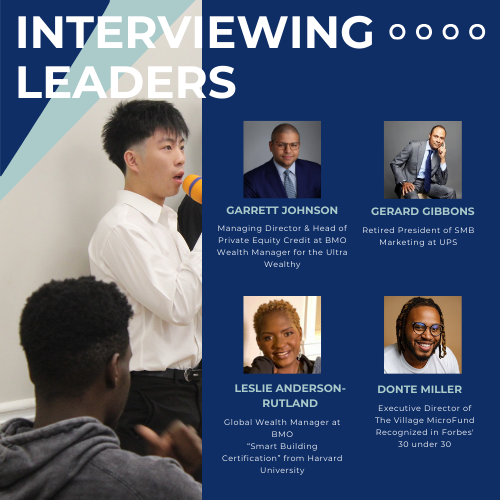 INTERVIEWING
LEADERS
GARRETT JOHNSON
Managing Director & Head of
Private Equity Credit at BMO
Wealth Manager for the Ultra
Wealthy
GERARD GIBBONS
Retired President of SMB
Marketing at UPS
LESLIE ANDERSON-
RUTLAND
Global Wealth Manager at
BMO
"Smart Building
Certification" from Harvard
University
DONTE MILLER
Executive Director of
The Village MicroFund
Recognized in Forbes'
30 under 30